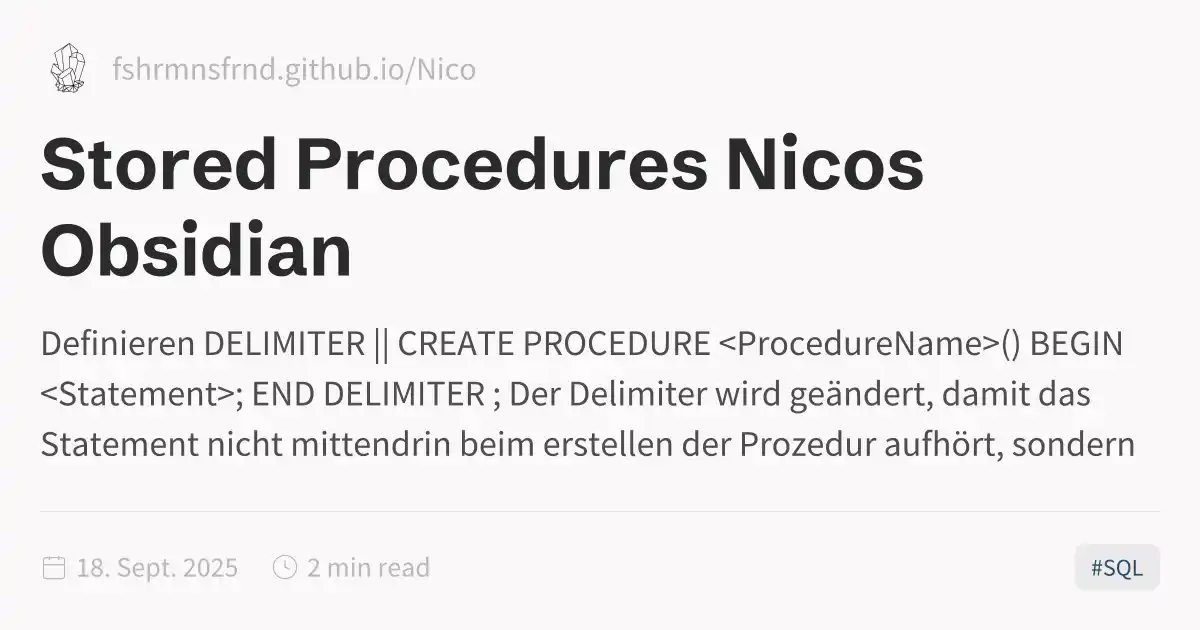 fshrmnsfrnd.github.io/Nico
Stored Procedures Nicos
Obsidian
Definieren DELIMITER || CREATE PROCEDURE <ProcedureName>() BEGIN
<Statement>; END DELIMITER ; Der Delimiter wird geändert, damit das
Statement nicht mittendrin beim erstellen der Prozedur aufhört, sondern
18. Sept. 2025 2 min read #SQL